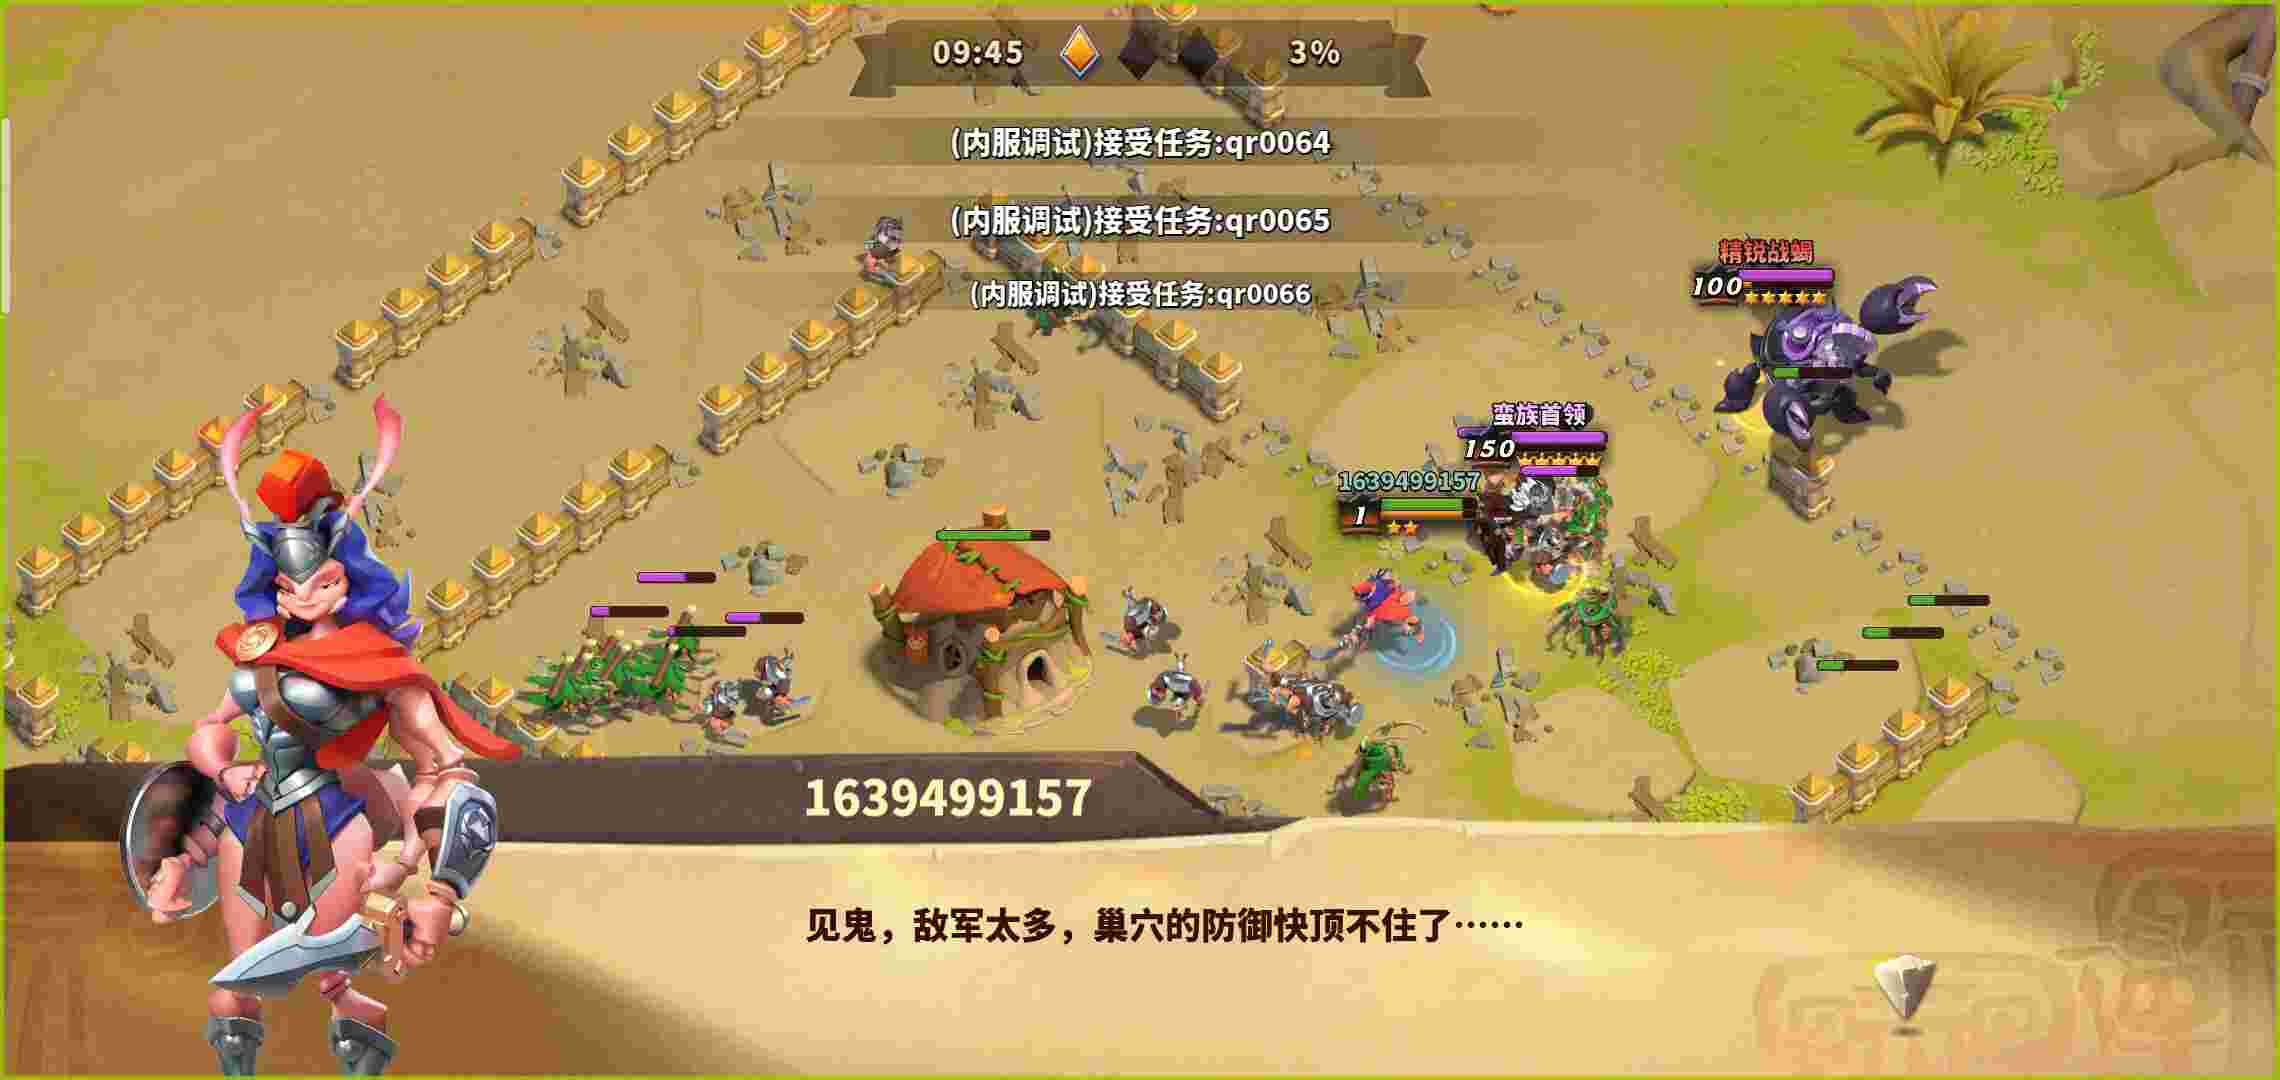 09:45 3%
(内服调试)接受任务:qr0064
(内服调试)接受任务:qr0065
(内服调试)接受任务:qr0066
精锐战蝎
100
蛮族首领
150
1639499157
1
1639499157
见鬼，敌军太多，巢穴的防御快顶不住了……